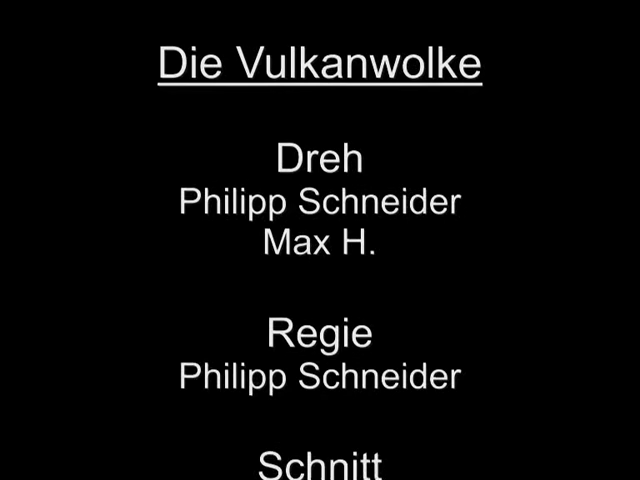 Die Vulkanwolke
Dreh
Philipp Schneider
Max H.
Regie
Philipp Schneider
Schnitt